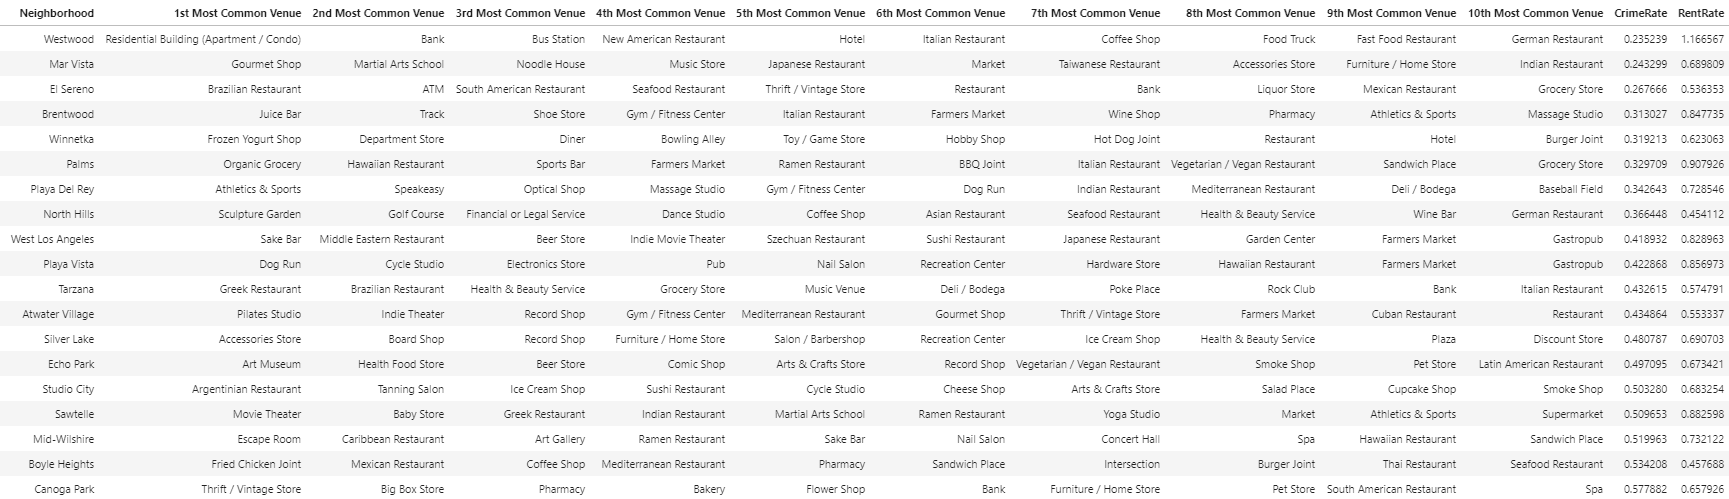 Neighborhood 1st Most Common Venue 2nd Most Common Venue 3rd Most Common Venue 4th Most Common Venue 5th Most Common Venue 6th Most Common Venue 7th Most Common Venue 8th Most Common Venue 9th Most Common Venue 10th Most Common Venue CrimeRate RentRate
Westwood Residential Building (Apartment / Condo) Bank Bus Station New American Restaurant Hotel Italian Restaurant Coffee Shop Food Truck Fast Food Restaurant German Restaurant 0.235239 1.166567
Mar Vista Gourmet Shop Martial Arts School Noodle House Music Store Japanese Restaurant Market Taiwanese Restaurant Accessories Store Furniture / Home Store Indian Restaurant 0.243299 0.689809
El Sereno Brazilian Restaurant ATM South American Restaurant Seafood Restaurant Thrift / Vintage Store Restaurant Bank Liquor Store Mexican Restaurant Grocery Store 0.267666 0.536353
Brentwood Juice Bar Track Shoe Store Gym / Fitness Center Italian Restaurant Farmers Market Wine Shop Pharmacy Athletics & Sports Massage Studio 0.313027 0.847735
Winnetka Frozen Yogurt Shop Department Store Diner Bowling Alley Toy / Game Store Hobby Shop Hot Dog Joint Restaurant Hotel Burger Joint 0.319213 0.623063
Palms Organic Grocery Hawaiian Restaurant Sports Bar Farmers Market Ramen Restaurant BBQ Joint Italian Restaurant Vegetarian / Vegan Restaurant Sandwich Place Grocery Store 0.329709 0.907926
Playa Del Rey Athletics & Sports Speakeasy Optical Shop Massage Studio Gym / Fitness Center Dog Run Indian Restaurant Mediterranean Restaurant Deli / Bodega Baseball Field 0.342643 0.728546
North Hills Sculpture Garden Golf Course Financial or Legal Service Dance Studio Coffee Shop Asian Restaurant Seafood Restaurant Health & Beauty Service Wine Bar German Restaurant 0.366448 0.454112
West Los Angeles Sake Bar Middle Eastern Restaurant Beer Store Indie Movie Theater Szechuan Restaurant Sushi Restaurant Japanese Restaurant Garden Center Farmers Market Gastropub 0.418932 0.828963
Playa Vista Dog Run Cycle Studio Electronics Store Pub Nail Salon Recreation Center Hardware Store Hawaiian Restaurant Farmers Market Gastropub 0.422868 0.856973
Tarzana Greek Restaurant Brazilian Restaurant Health & Beauty Service Grocery Store Music Venue Deli / Bodega Poke Place Rock Club Bank Italian Restaurant 0.432615 0.574791
Atwater Village Pilates Studio Indie Theater Record Shop Gym / Fitness Center Mediterranean Restaurant Gourmet Shop Thrift / Vintage Store Farmers Market Cuban Restaurant Restaurant 0.434864 0.553337
Silver Lake Accessories Store Board Shop Record Shop Furniture / Home Store Salon / Barbershop Recreation Center Ice Cream Shop Health & Beauty Service Plaza Discount Store 0.480787 0.690703
Echo Park Art Museum Health Food Store Beer Store Comic Shop Arts & Crafts Store Record Shop Vegetarian / Vegan Restaurant Smoke Shop Pet Store Latin American Restaurant 0.497095 0.673421
Studio City Argentinian Restaurant Tanning Salon Ice Cream Shop Sushi Restaurant Cycle Studio Cheese Shop Arts & Crafts Store Salad Place Cupcake Shop Smoke Shop 0.503280 0.683254
Sawtelle Movie Theater Baby Store Greek Restaurant Indian Restaurant Martial Arts School Ramen Restaurant Yoga Studio Market Athletics & Sports Supermarket 0.509653 0.882598
Mid-Wilshire Escape Room Caribbean Restaurant Art Gallery Ramen Restaurant Sake Bar Nail Salon Concert Hall Spa Hawaiian Restaurant Sandwich Place 0.519963 0.732122
Boyle Heights Fried Chicken Joint Mexican Restaurant Coffee Shop Mediterranean Restaurant Pharmacy Sandwich Place Intersection Burger Joint Thai Restaurant Seafood Restaurant 0.534208 0.457688
Canoga Park Thrift / Vintage Store Big Box Store Pharmacy Bakery Flower Shop Bank Furniture / Home Store Pet Store South American Restaurant Spa 0.577882 0.657926